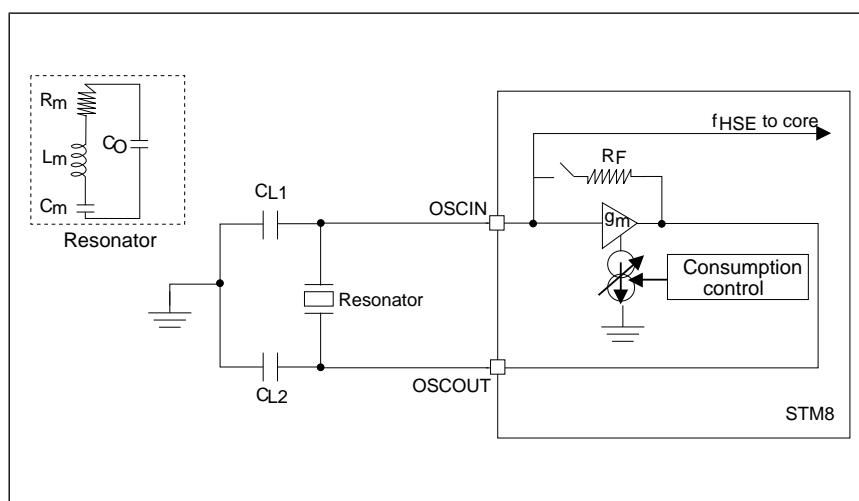 Rm
Lm
CO
Cm
Resonator
CL1
CL2
Resonator
OSCIN
OSCOUT
fHSE to core
RF
gm
Consumption
control
STM8